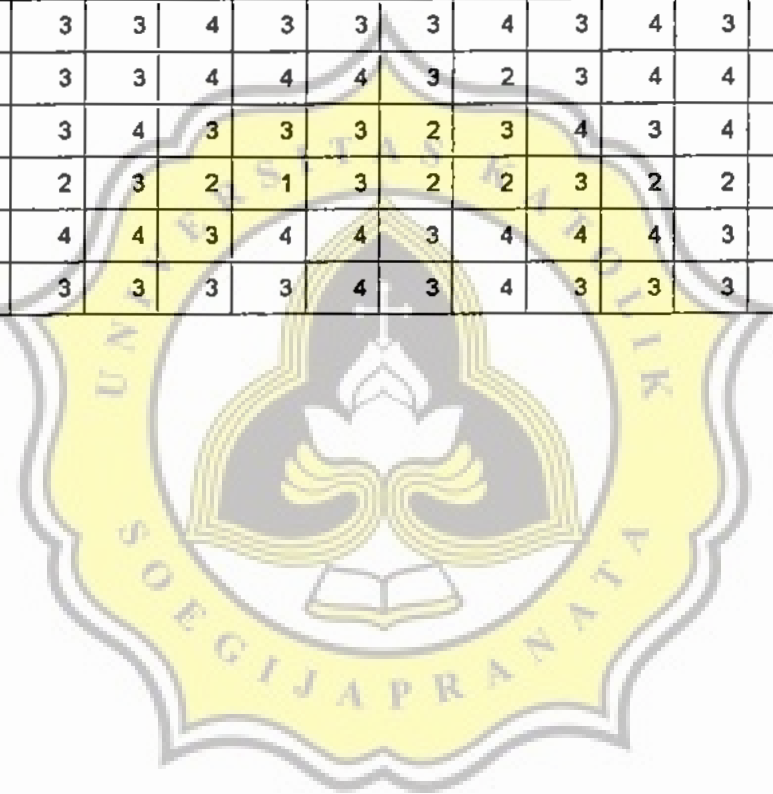 3 3 4 3 3 3 4 3 4 3
3 3 4 4 4 3 2 3 4 4
3 4 3 3 3 2 3 4 3 4
2 3 2 1 3 2 2 3 2 2
4 4 3 4 4 3 4 4 4 3
3 3 3 3 4 3 4 3 3 3
UNIVERSITAS KATOLIK
SOEGIJAPRANATA